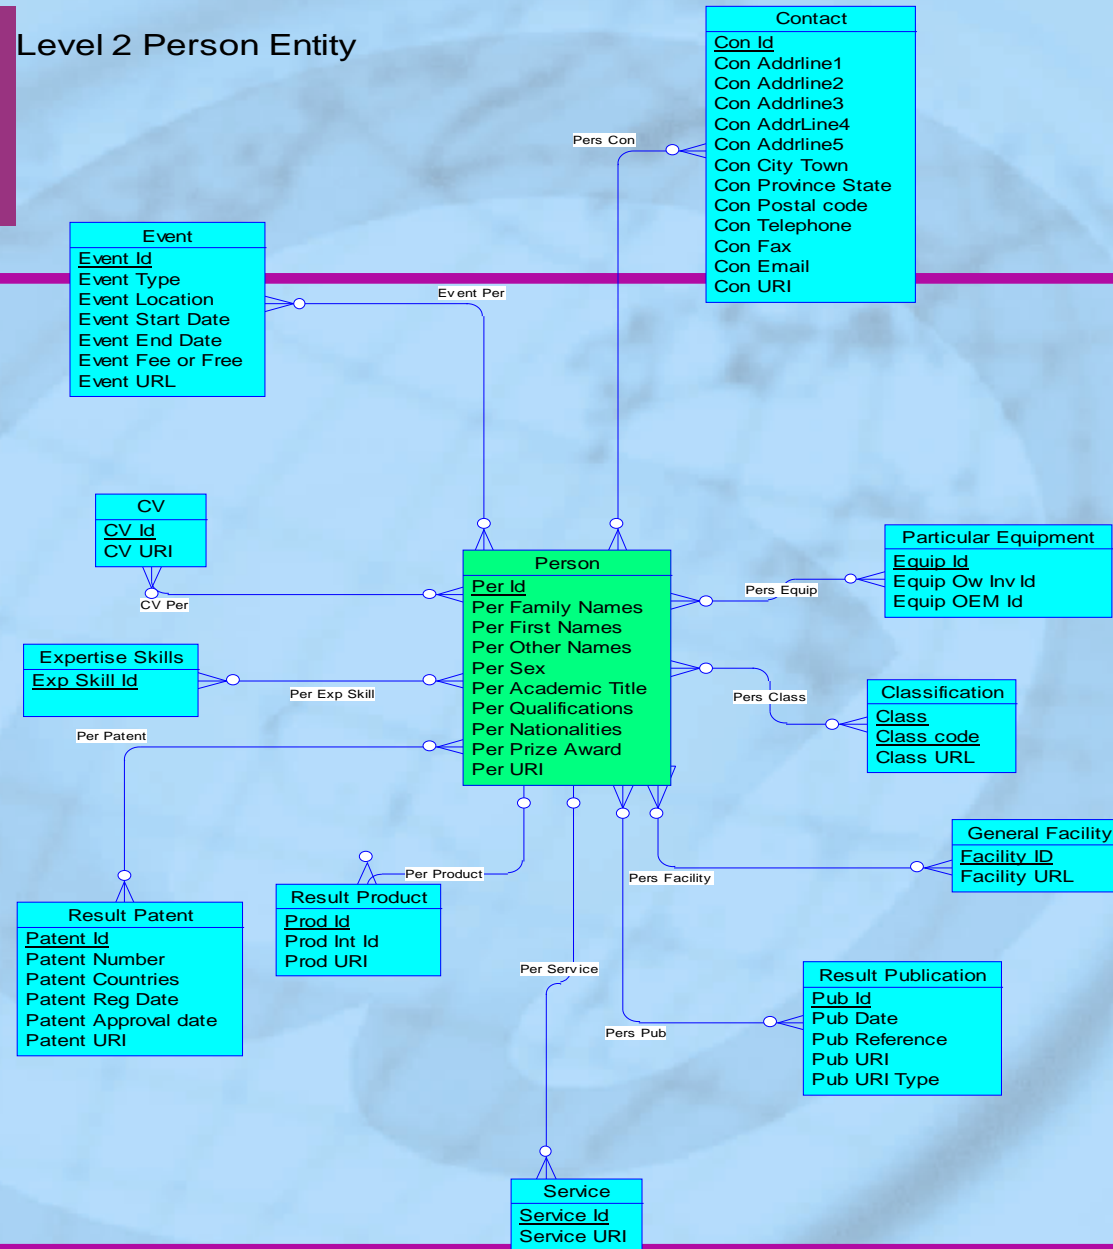 Level 2 Person Entity
Contact
Con Id
Con Addrline1
Con Addrline2
Con Addrline3
Con AddrLine4
Con Addrline5
Con City Town
Con Province State
Con Postal code
Con Telephone
Con Fax
Con Email
Con URI
Pers Con
Event
Event Id
Event Type
Event Location
Event Start Date
Event End Date
Event Fee or Free
Event URL
Event Per
CV
CV Id
CV URI
CV Per
Person
Per Id
Per Family Names
Per First Names
Per Other Names
Per Sex
Per Academic Title
Per Qualifications
Per Nationalities
Per Prize Award
Per URI
Particular Equipment
Equip Id
Equip Ow Inv Id
Equip OEM Id
Pers Equip
Expertise Skills
Exp Skill Id
Per Exp Skill
Pers Class
Classification
Class
Class code
Class URL
Per Patent
General Facility
Facility ID
Facility URL
Pers Facility
Per Product
Result Product
Prod Id
Prod Int Id
Prod URI
Result Patent
Patent Id
Patent Number
Patent Countries
Patent Reg Date
Patent Approval date
Patent URI
Per Service
Result Publication
Pub Id
Pub Date
Pub Reference
Pub URI
Pub URI Type
Pers Pub
Service
Service Id
Service URI